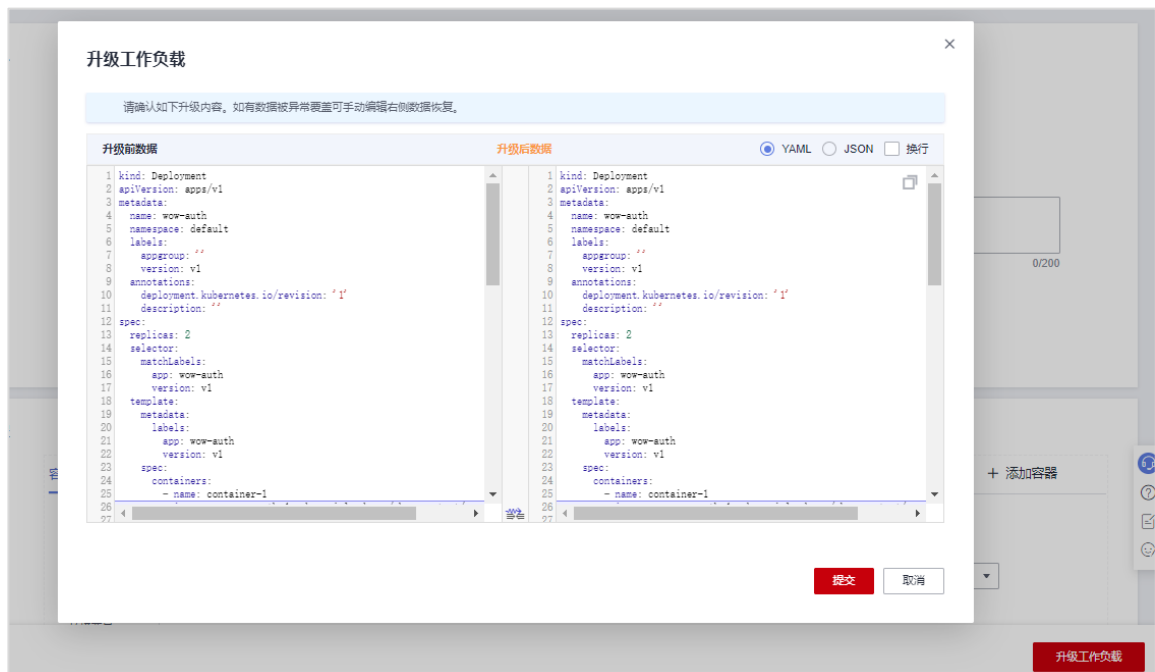 升级工作负载
请确认如下升级内容。如有数据被异常覆盖可手动编辑右侧数据恢复。
升级前数据
升级后数据
YAML JSON 换行
1 kind: Deployment
2 apiVersion: apps/v1
3 metadata:
4 name: wow-auth
5 namespace: default
6 labels:
7 appgroup: ''
8 version: v1
9 annotations:
10 deployment.kubernetes.io/revision: '1'
11 description: ''
12 spec:
13 replicas: 2
14 selector:
15 matchLabels:
16 app: wow-auth
17 version: v1
18 template:
19 metadata:
20 labels:
21 app: wow-auth
22 version: v1
23 spec:
24 containers:
25 - name: container-1
26
27
1 kind: Deployment
2 apiVersion: apps/v1
3 metadata:
4 name: wow-auth
5 namespace: default
6 labels:
7 appgroup: ''
8 version: v1
9 annotations:
10 deployment.kubernetes.io/revision: '1'
11 description: ''
12 spec:
13 replicas: 2
14 selector:
15 matchLabels:
16 app: wow-auth
17 version: v1
18 template:
19 metadata:
20 labels:
21 app: wow-auth
22 version: v1
23 spec:
24 containers:
25 - name: container-1
26
27
0/200
+ 添加容器
提交
取消
升级工作负载